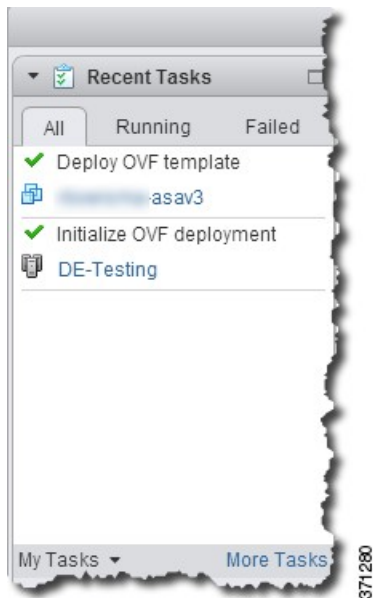 Recent Tasks
All Running Failed
Deploy OVF template
-asav3
Initialize OVF deployment
DE-Testing
My Tasks More Tasks
371280